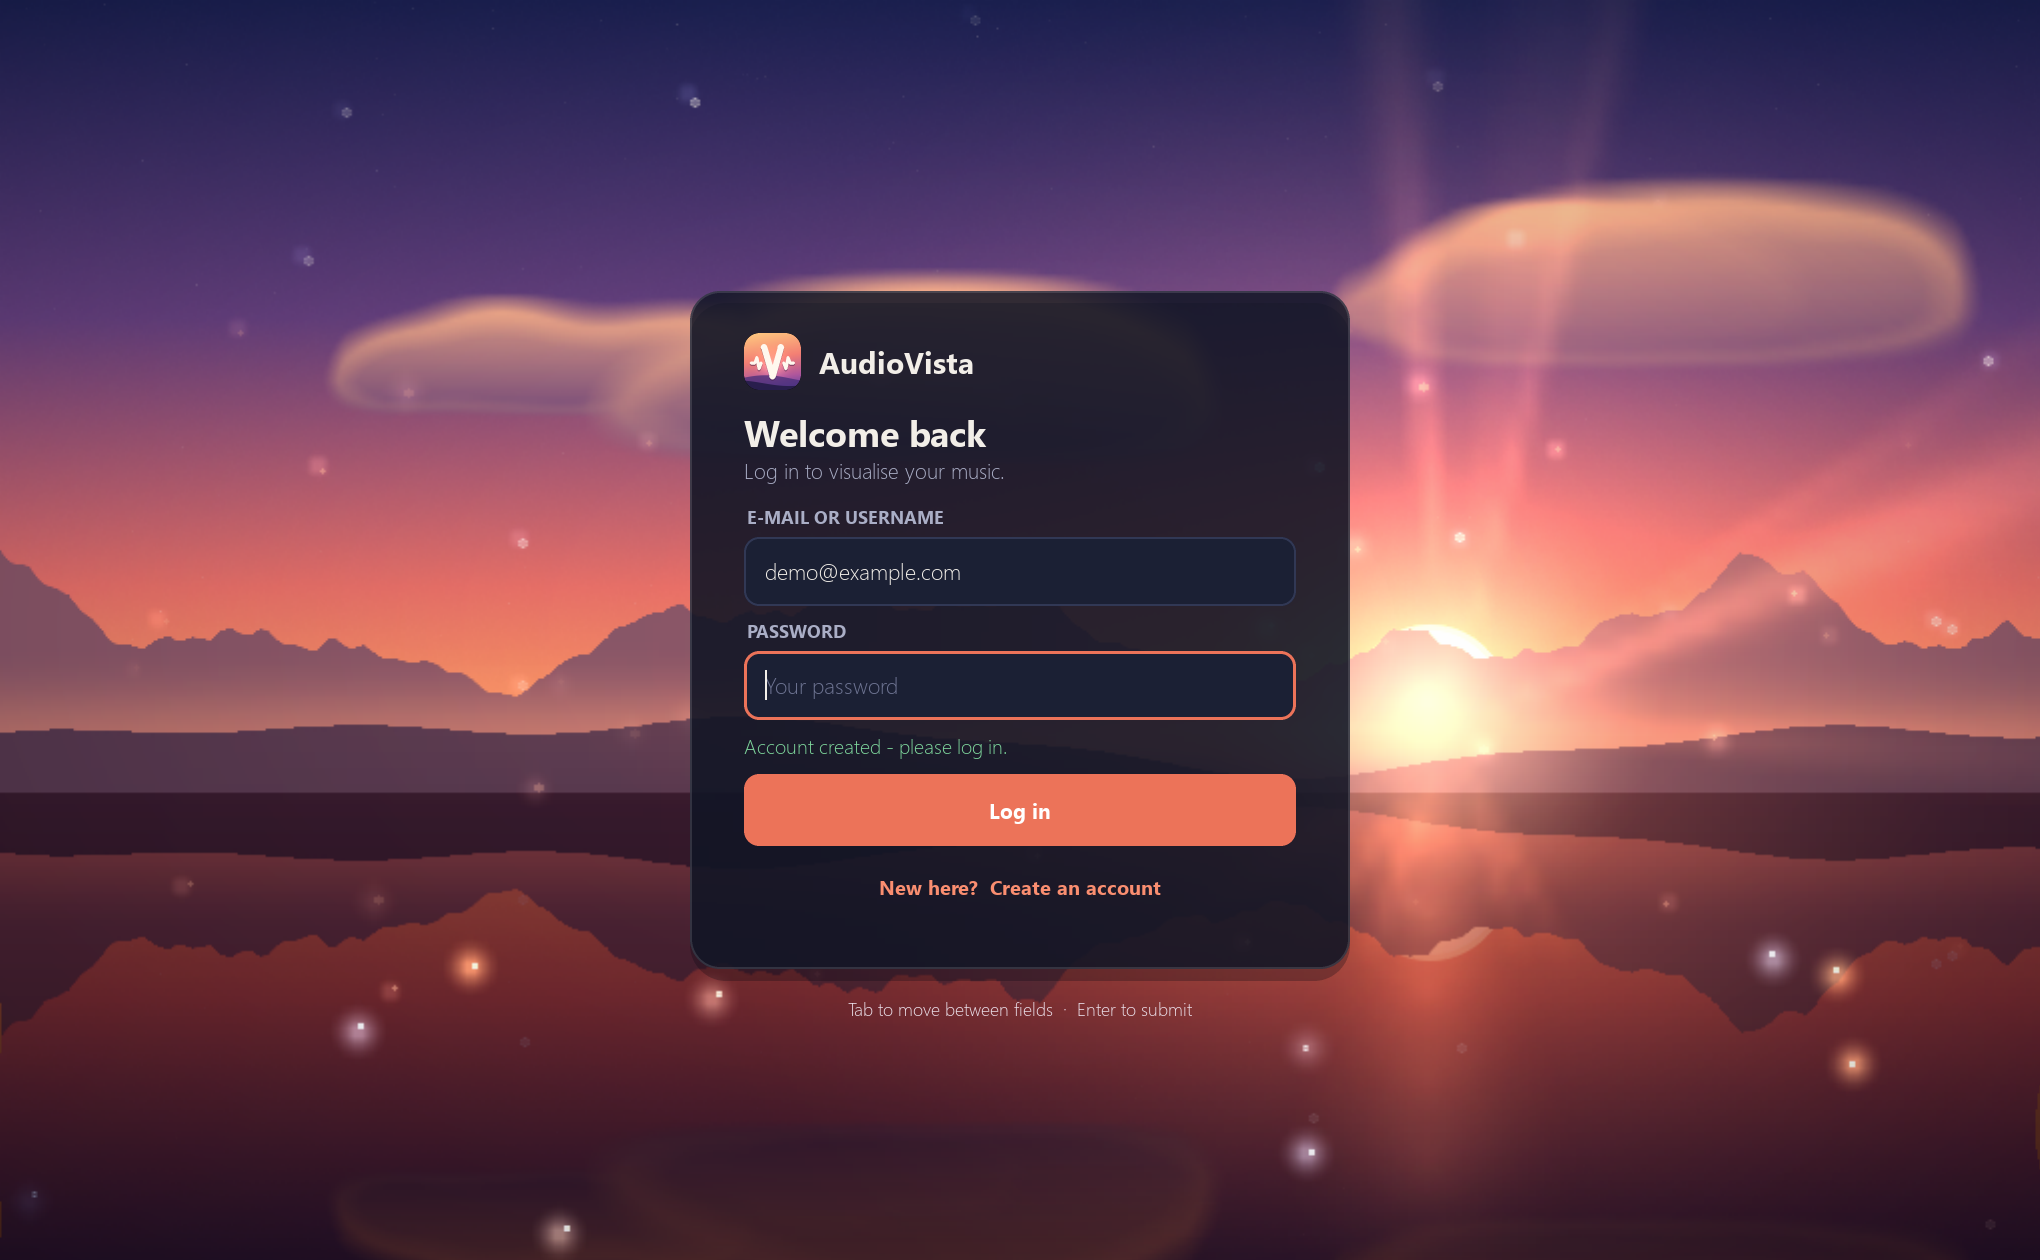 AudioVista
Welcome back
Log in to visualise your music.
E-MAIL OR USERNAME
demo@example.com
PASSWORD
Your password
Account created - please log in.
Log in
New here?  Create an account
Tab to move between fields  ·  Enter to submit